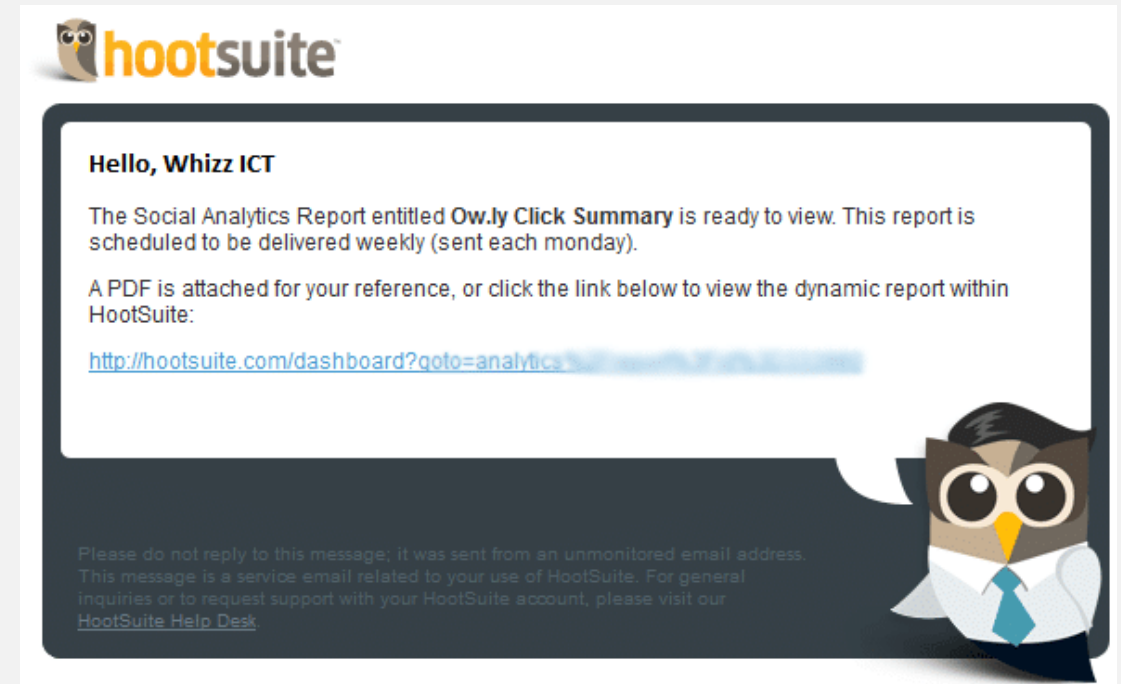 hootsuite™
Hello, Whizz ICT
The Social Analytics Report entitled Ow.ly Click Summary is ready to view. This report is
scheduled to be delivered weekly (sent each monday).
A PDF is attached for your reference, or click the link below to view the dynamic report within
HootSuite:
http://hootsuite.com/dashboard?goto=analytics
Please do not reply to this message; it was sent from an unmonitored email address.
This message is a service email related to your use of HootSuite. For general
inquiries or to request support with your HootSuite account, please visit our
HootSuite Help Desk.